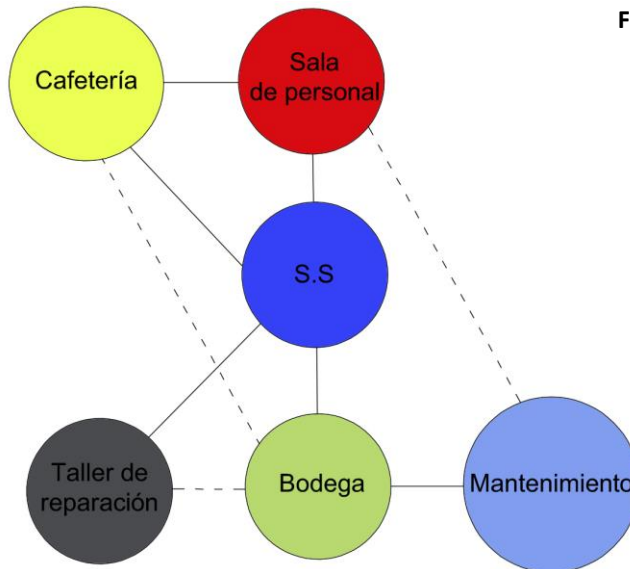 F
Cafetería
Sala
de personal
S.S
Taller de
reparación
Bodega
Mantenimiento